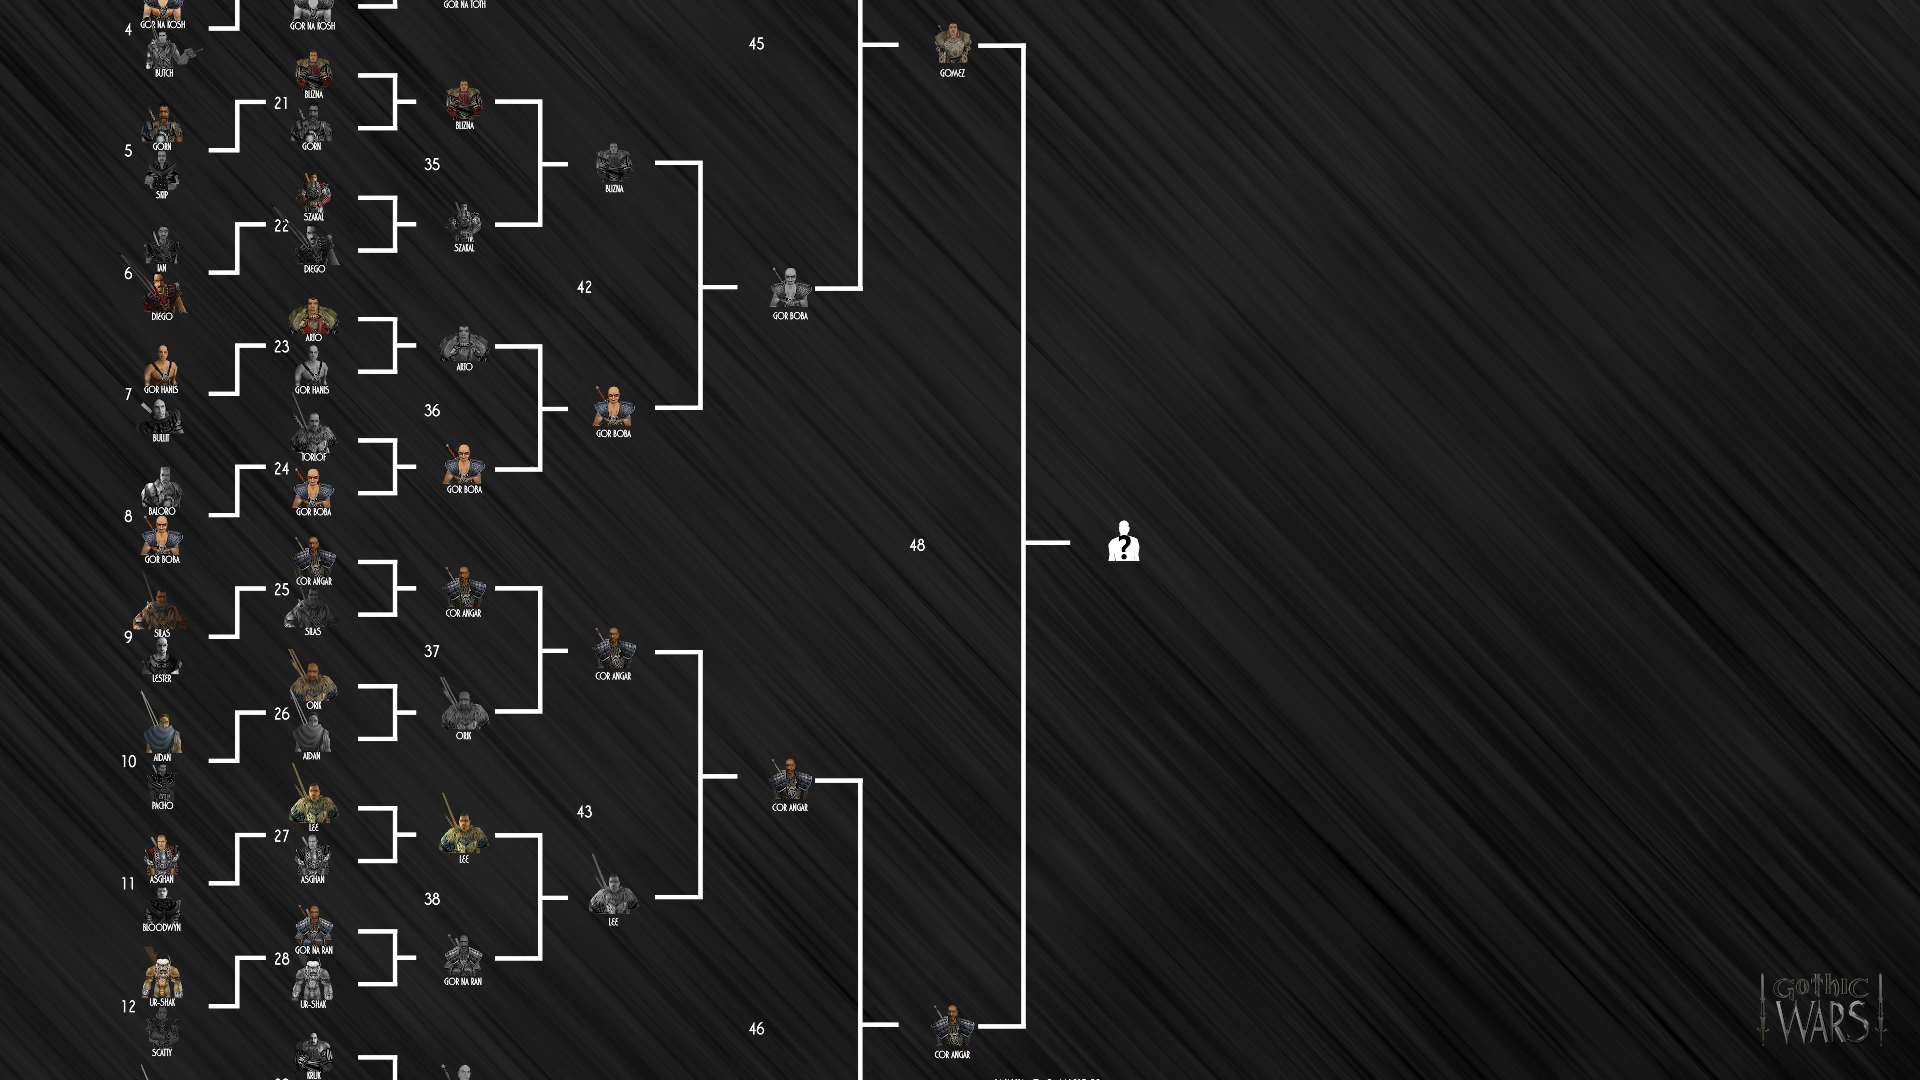 GOR NA KOSH
4
BUTCH
GORN
5
SKIP
IAN
6
DIEGO
GOR HANIS
7
BULLIT
BALORO
8
GOR BOBA
SILAS
9
LESTER
AIDAN
10
PACHO
ASGHAN
11
BLOODWYN
UR-SHAK
12
SCATTY
GOR NA KOSH
BLIZNA
21
GORN
SZAKAL
22
DIEGO
ARTO
23
GOR HANIS
TORLOF
24
GOR BOBA
COR ANGAR
25
SILAS
ORIK
26
AIDAN
LEE
27
ASGHAN
GOR NA RAN
28
UR-SHAK
KRUK
GOR NA TOTH
BLIZNA
35
SZAKAL
ARTO
36
GOR BOBA
COR ANGAR
37
ORIK
LEE
38
GOR NA RAN
BLIZNA
42
GOR BOBA
COR ANGAR
43
LEE
45
GOR BOBA
COR ANGAR
46
GOMEZ
48
COR ANGAR
?
GOTHIC
WARS